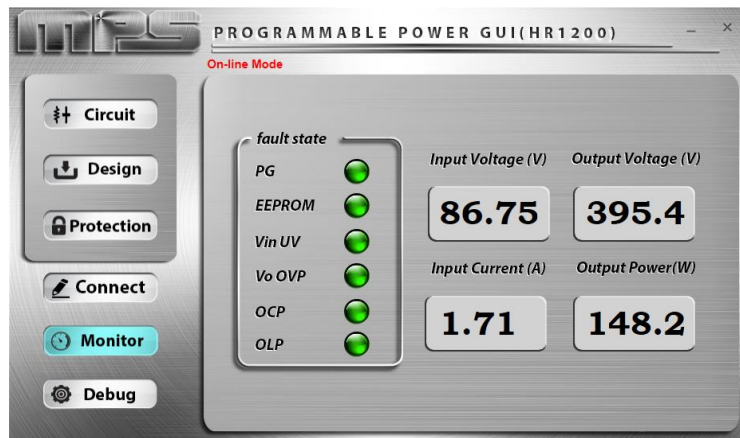 MPS
PROGRAMMABLE POWER GUI(HR1200)
On-line Mode
Circuit
Design
Protection
Connect
Monitor
Debug
fault state
PG
EEPROM
Vin UV
Vo OVP
OCP
OLP
Input Voltage (V) Output Voltage (V)
86.75 395.4
Input Current (A) Output Power(W)
1.71 148.2